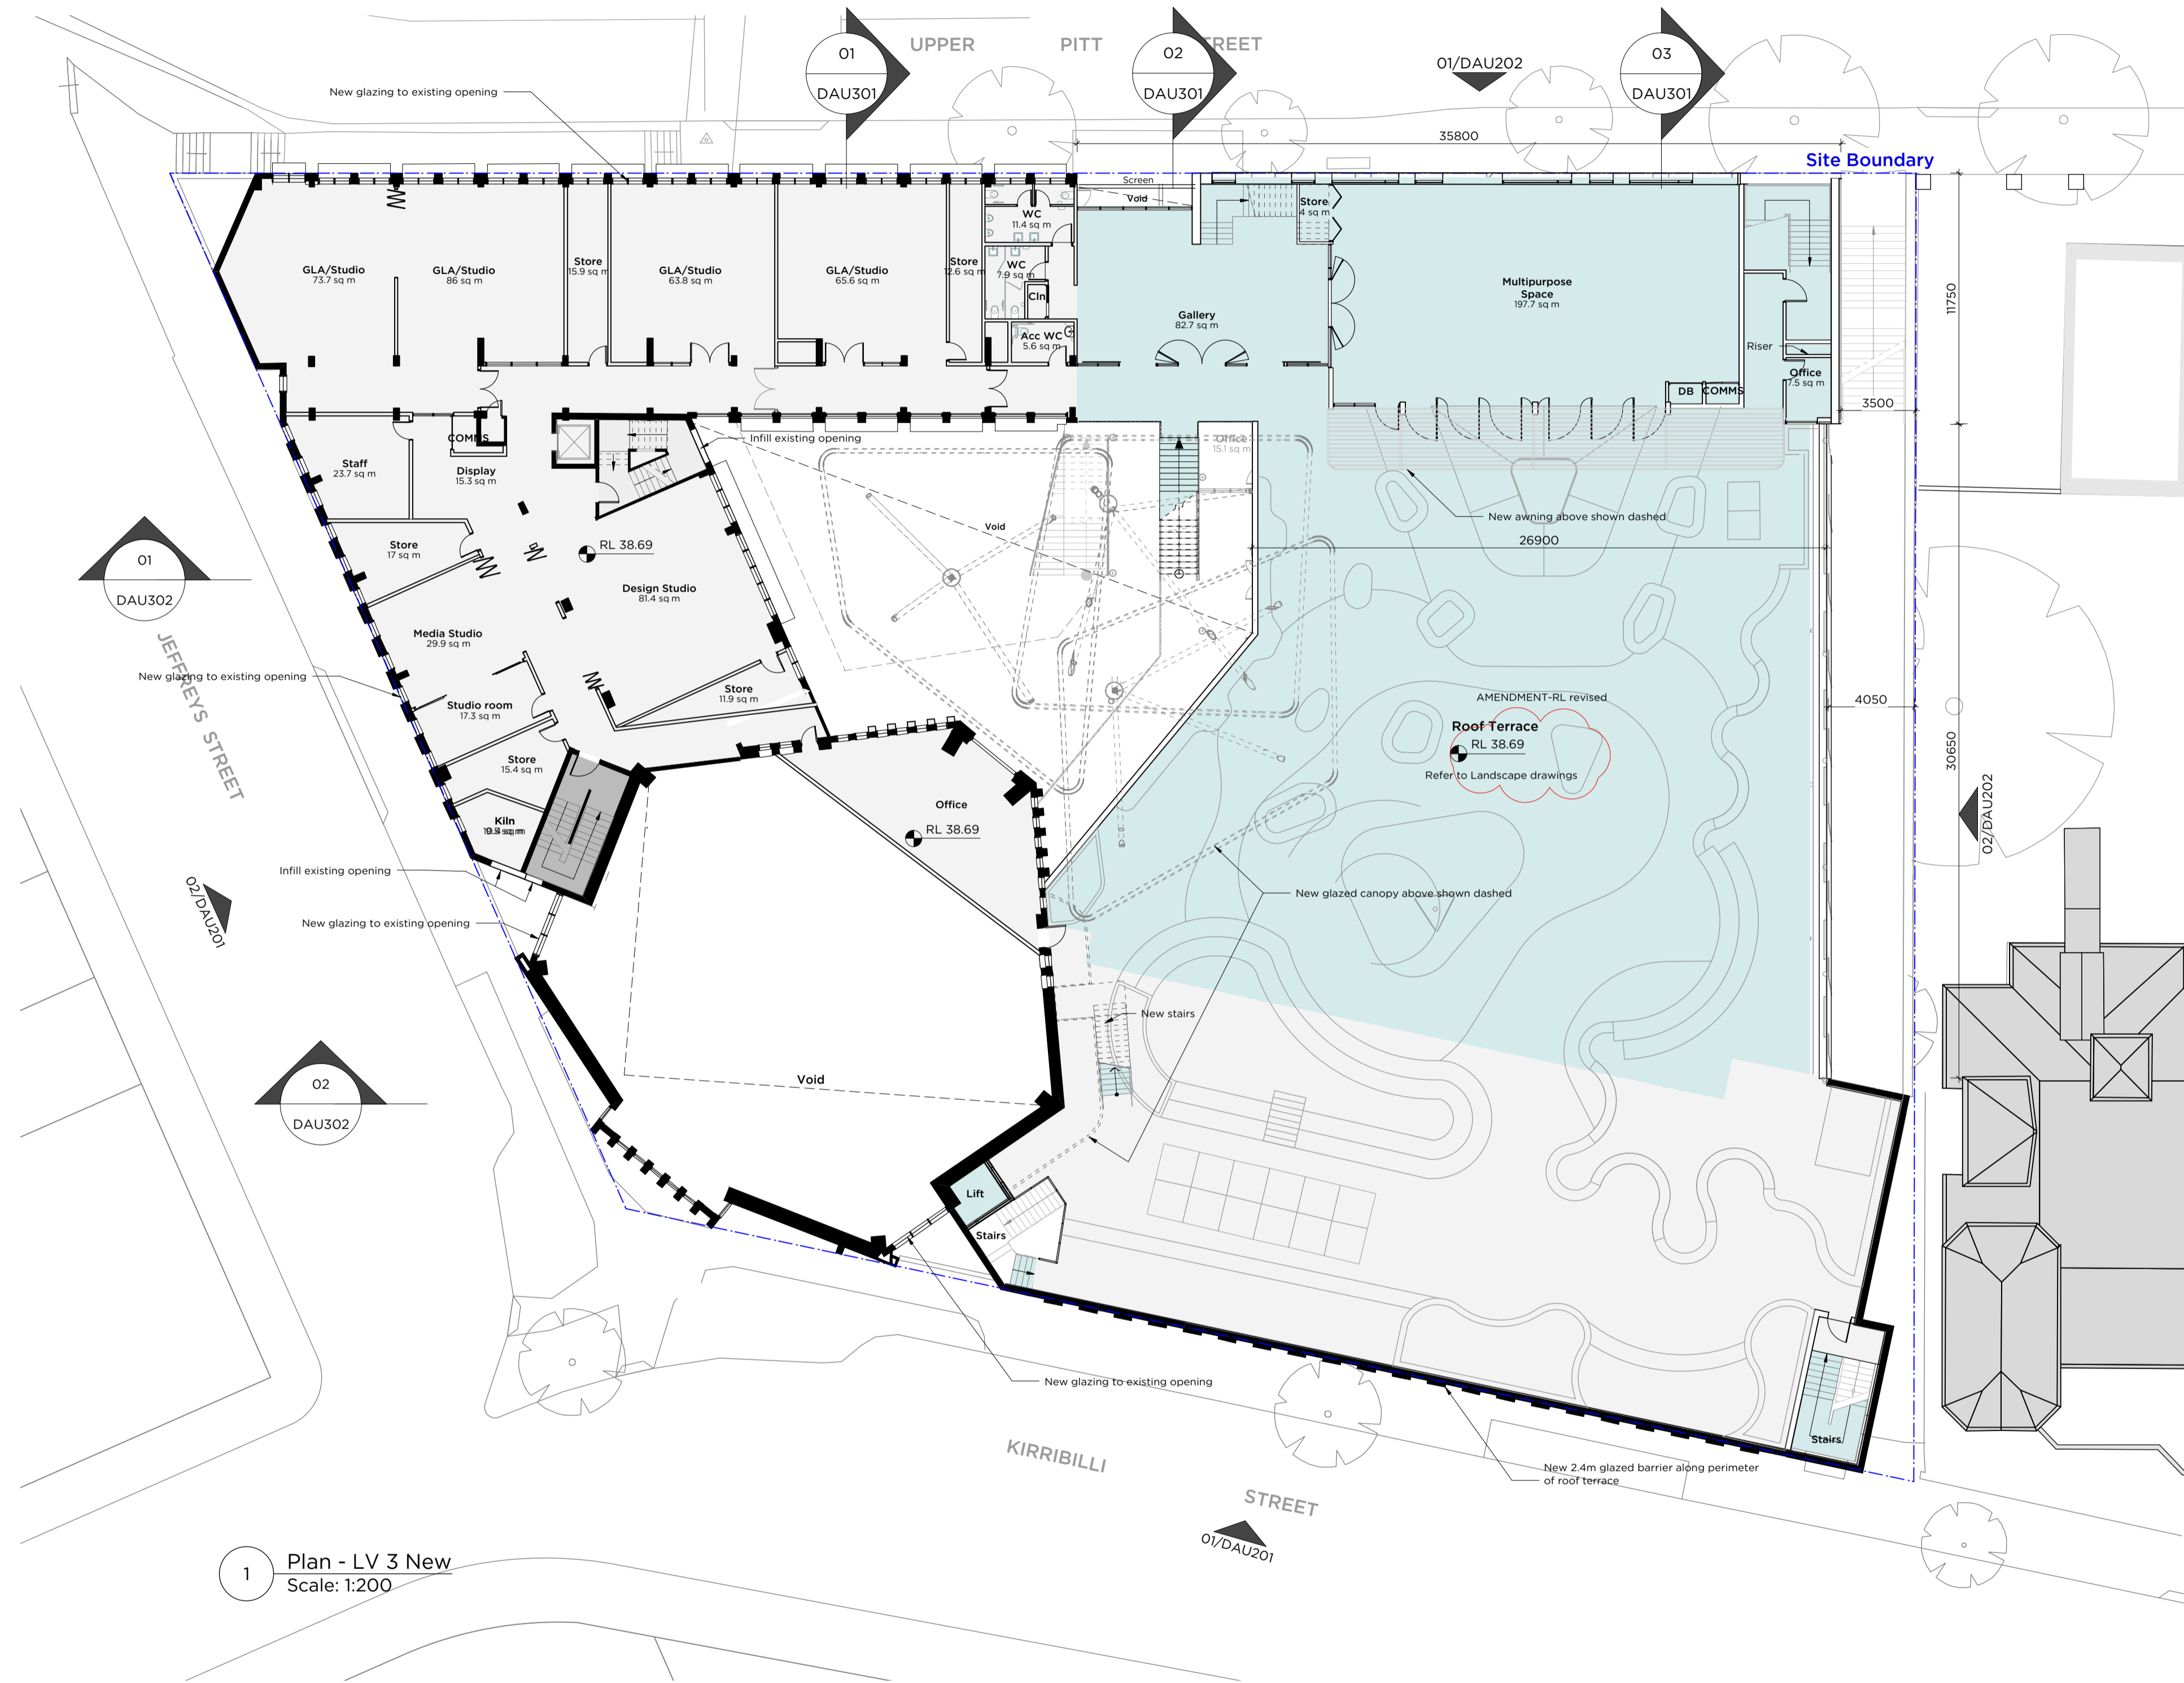 UPPER PITT STREET
01
DAU301
02
DAU301
03
DAU301
01/DAU202
New glazing to existing opening
35800
Site Boundary
Screen
Void
Store
4 sq m
WC
11.4 sq m
GLA/Studio
73.7 sq m
GLA/Studio
86 sq m
Store
15.9 sq m
GLA/Studio
63.8 sq m
GLA/Studio
65.6 sq m
Store
12.6 sq m
WC
7.9 sq m
Cln
Acc WC
5.6 sq m
Gallery
82.7 sq m
Multipurpose
Space
197.7 sq m
11750
Riser
Office
7.5 sq m
DB
COMMS
3500
COMMS
Infill existing opening
Office
15.1 sq m
Staff
23.7 sq m
Display
15.3 sq m
New awning above shown dashed
Void
26900
Store
17 sq m
RL 38.69
01
DAU302
Design Studio
81.4 sq m
Media Studio
29.9 sq m
JEFFREYS STREET
New glazing to existing opening
Store
11.9 sq m
Studio room
17.3 sq m
AMENDMENT-RL revised
Roof Terrace
RL 38.69
Refer to Landscape drawings
4050
30650
02/DAU202
Store
15.4 sq m
Office
RL 38.69
Kiln
Infill existing opening
02/DAU201
New glazing to existing opening
New glazed canopy above shown dashed
New stairs
Void
02
DAU302
Lift
Stairs
New glazing to existing opening
Stairs
KIRRIBILLI
STREET
New 2.4m glazed barrier along perimeter
of roof terrace
01/DAU201
1
Plan - LV 3 New
Scale: 1:200